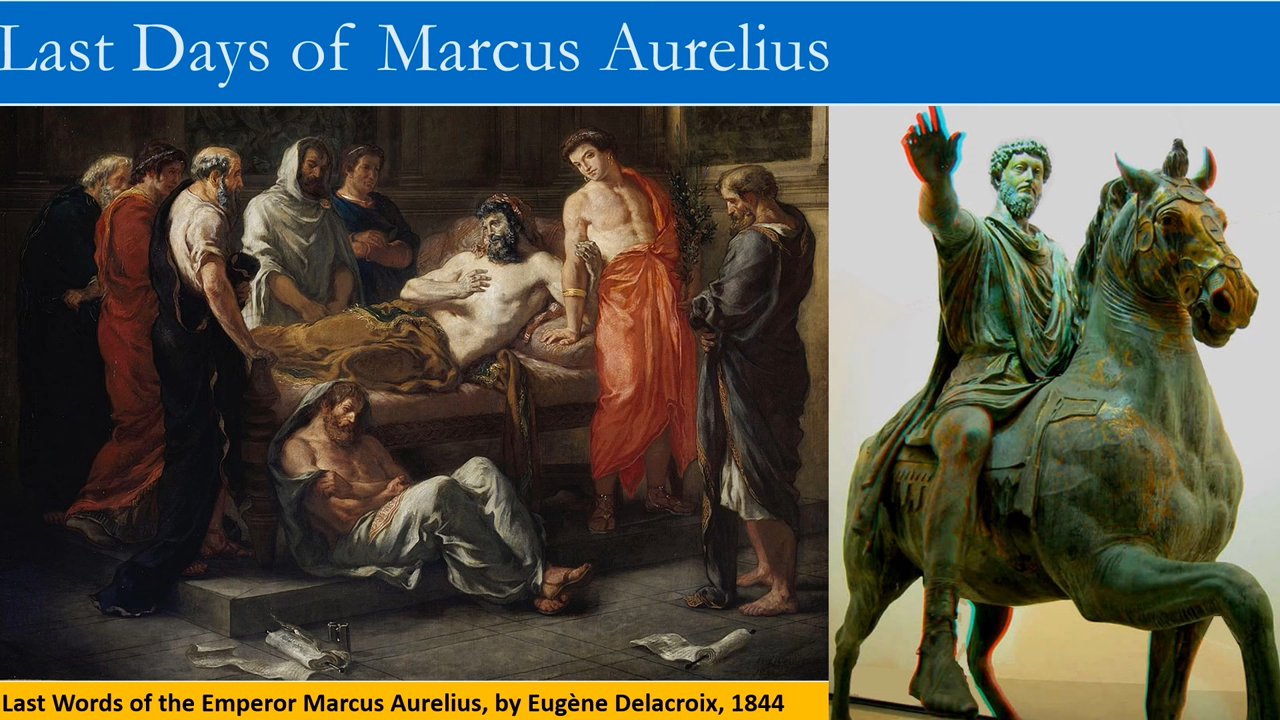 Last Days of Marcus Aurelius
Last Words of the Emperor Marcus Aurelius, by Eugène Delacroix, 1844